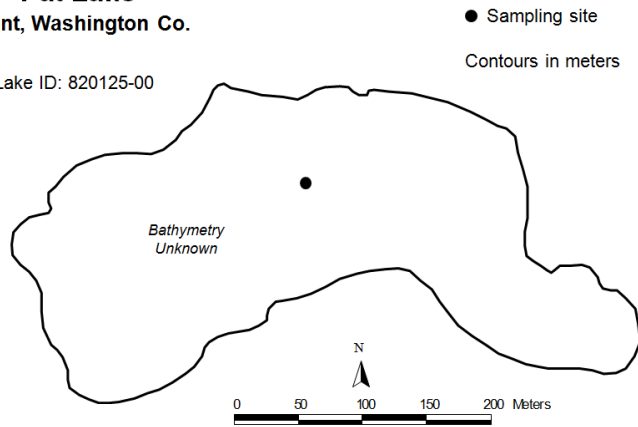 nt, Washington Co.
Lake ID: 820125-00
Sampling site
Contours in meters
Bathymetry
Unknown
N
0 50 100 150 200 Meters